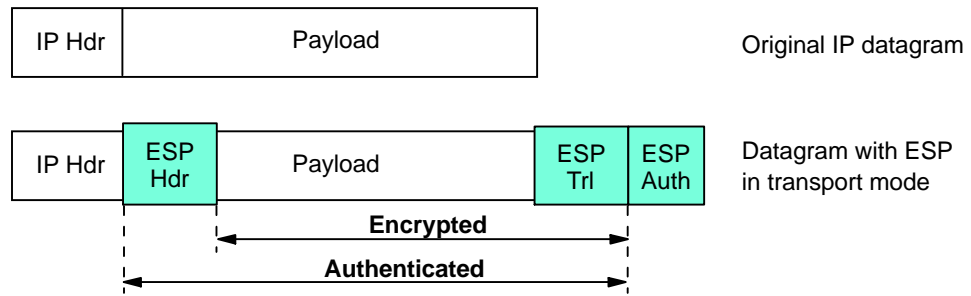 IP Hdr Payload Original IP datagram
IP Hdr ESP Hdr Payload ESP Trl ESP Auth Datagram with ESP in transport mode
Encrypted
Authenticated